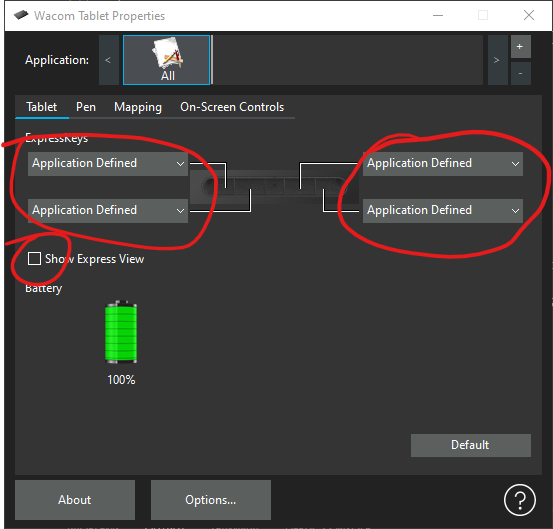 Wacom Tablet Properties
Application:
<
All
>
+
-
Tablet Pen Mapping On-Screen Controls
ExpressKeys
Application Defined Application Defined
Application Defined Application Defined
Show Express View
Battery
100%
Default
About Options...
?